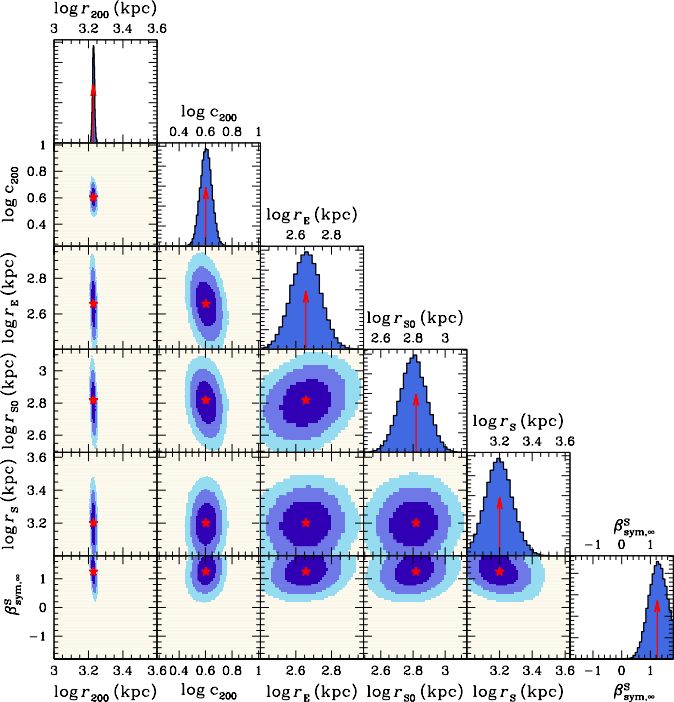 log r200 (kpc)
3 3.2 3.4 3.6
log c200
0.4 0.6 0.8 1
log c200
1
0.8
0.6
0.4
log rE (kpc)
2.6 2.8
log rE (kpc)
2.8
2.6
log rS0 (kpc)
2.6 2.8 3
log rS0 (kpc)
3
2.8
2.6
log rS (kpc)
3.2 3.4 3.6
log rS (kpc)
3.6
3.4
3.2
βSsym,∞
−1 0 1
βSsym,∞
1
0
−1
3 3.2 3.4 3.6 0.4 0.6 0.8 1 2.6 2.8 2.6 2.8 3 3.2 3.4 3.6 −1 0 1
log r200 (kpc) log c200 log rE (kpc) log rS0 (kpc) log rS (kpc) βSsym,∞